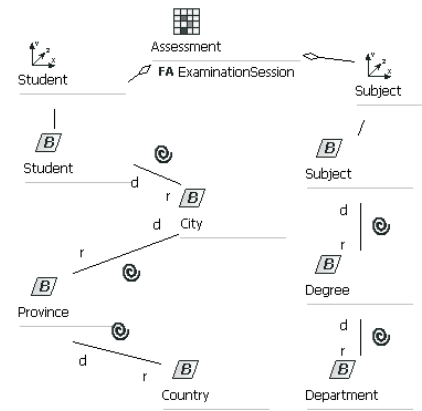 Assessment
FA ExaminationSession
Y
Z
X
Student
Y
Z
X
Subject
B
Student
B
Subject
d
r
B
City
d
r
d
r
B
Province
B
Degree
d
r
d
r
B
Country
B
Department